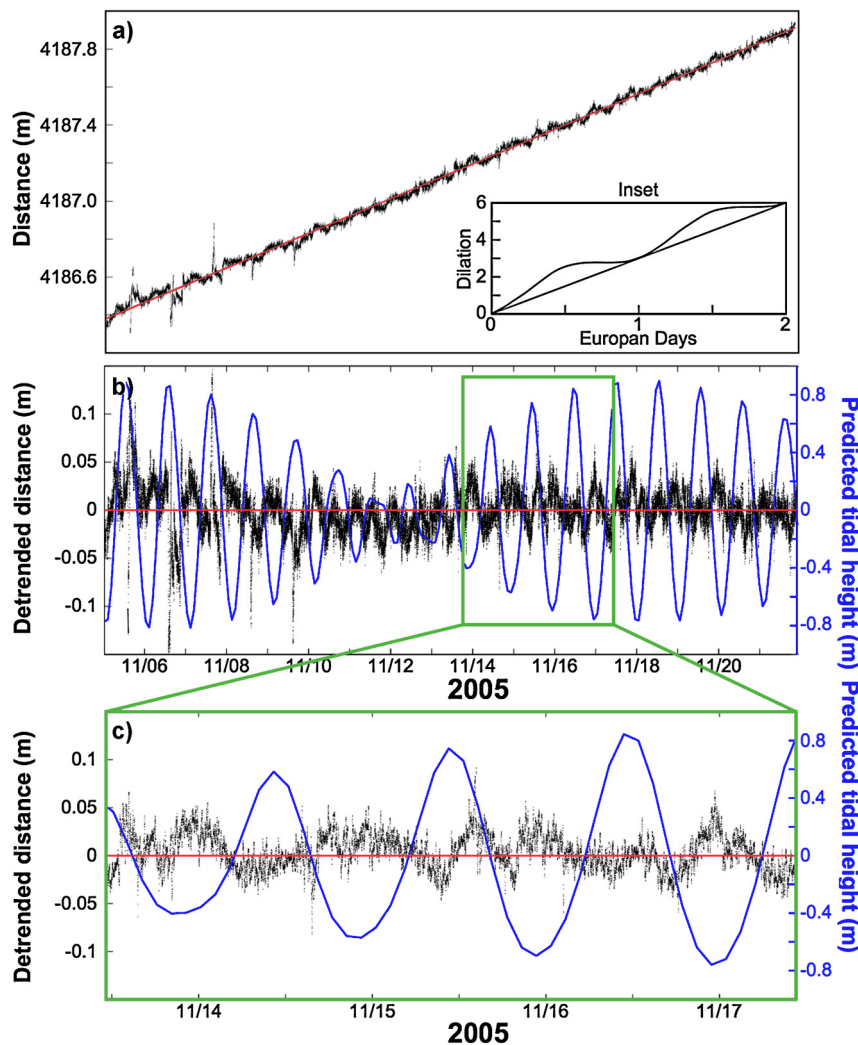 a)
4187.8
4187.4
4187.0
4186.6
Distance (m)
Inset
6
4
2
0
Dilation
0 1 2
Europan Days
b)
0.1
0.05
0
-0.05
-0.1
Detrended distance (m)
0.8
0.4
0
-0.4
-0.8
Predicted tidal height (m)
11/06 11/08 11/10 11/12 11/14 11/16 11/18 11/20
2005
c)
0.1
0.05
0
-0.05
-0.1
Detrended distance (m)
0.8
0.4
0
-0.4
0.8
Predicted tidal height (m)
11/14 11/15 11/16 11/17
2005